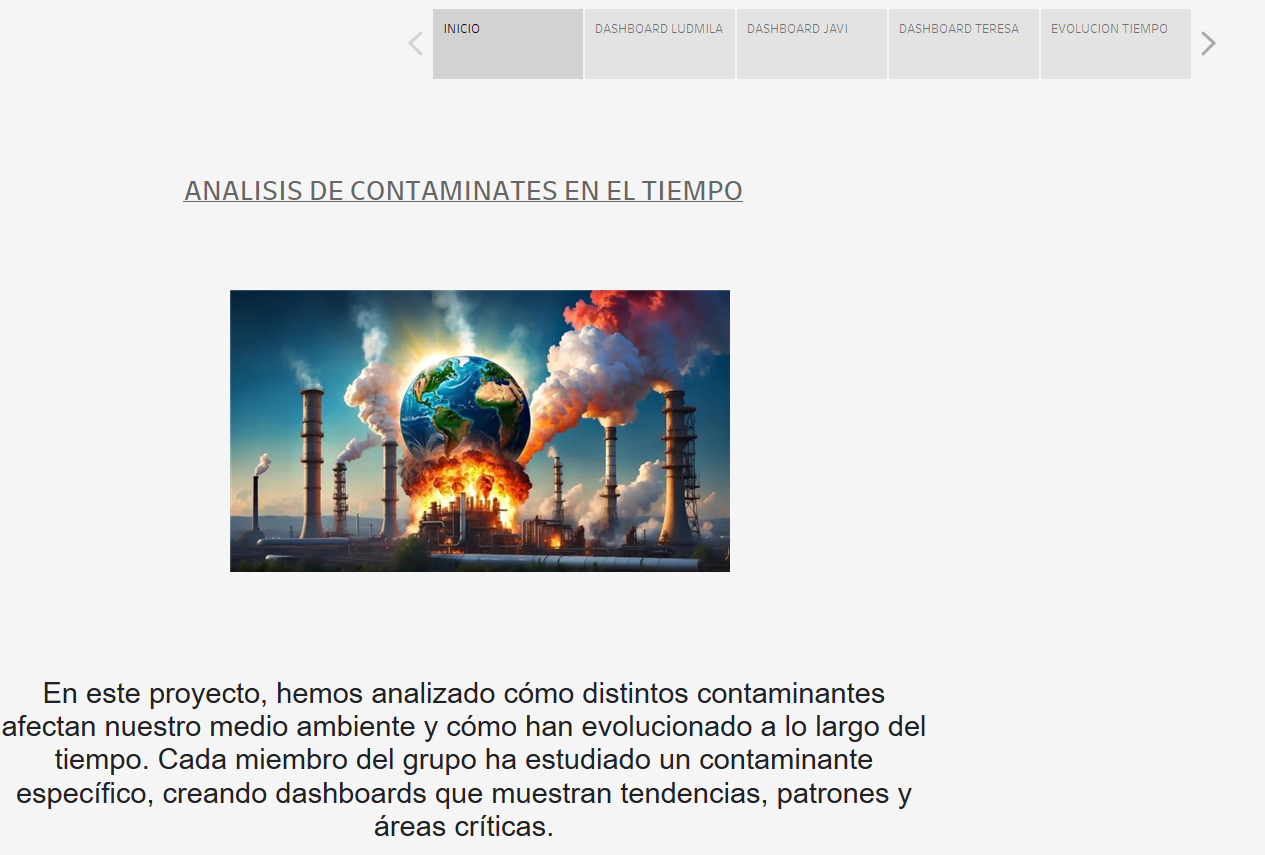 INICIO
DASHBOARD LUDMILA
DASHBOARD JAVI
DASHBOARD TERESA
EVOLUCION TIEMPO
ANALISIS DE CONTAMINATES EN EL TIEMPO
En este proyecto, hemos analizado cómo distintos contaminantes
afectan nuestro medio ambiente y cómo han evolucionado a lo largo del
tiempo. Cada miembro del grupo ha estudiado un contaminante
específico, creando dashboards que muestran tendencias, patrones y
áreas críticas.